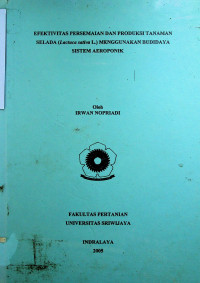 EFEKTIVITAS PERSEMAIAN DAN PRODUKSI TANAMAN
SELADA (Lactuca sativa L.) MENGGUNAKAN BUDIDAYA
SISTEM AEROPONIK
Oleh
IRWAN NOPRIADI
FAKULTAS PERTANIAN
UNIVERSITAS SRIWIJAYA
INDRALAYA
2005